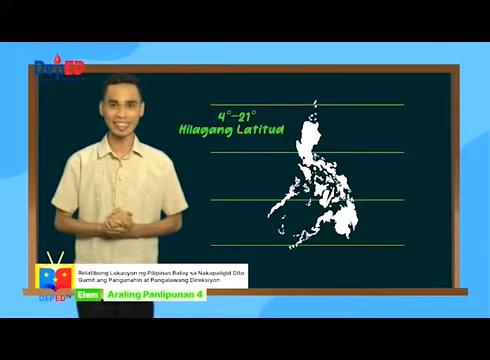 DepED
4°-21°
Hilagang Latitud
Relatibong Lokasyon ng Pilipinas Batay sa Nakapaligid Dito
Gamit ang Pangunahin at Pangalawang Direksiyon
DEPED
Elem
Araling Panlipunan 4